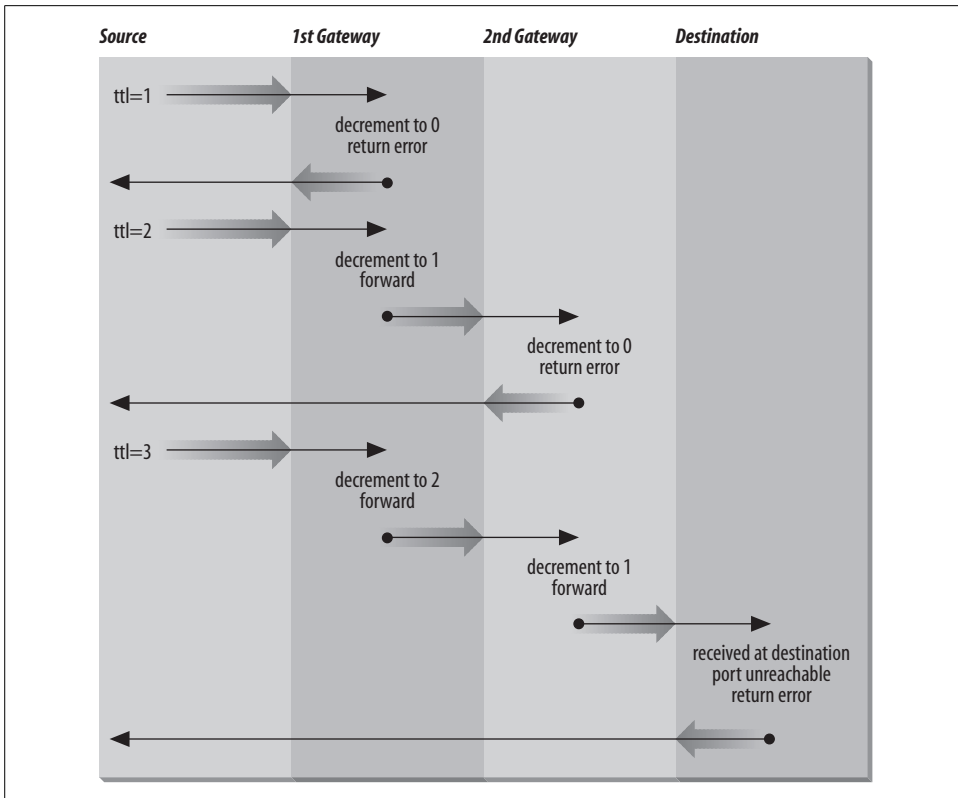 Source 1st Gateway 2nd Gateway Destination
ttl=1
decrement to 0
return error
ttl=2
decrement to 1
forward
decrement to 0
return error
ttl=3
decrement to 2
forward
decrement to 1
forward
received at destination
port unreachable
return error